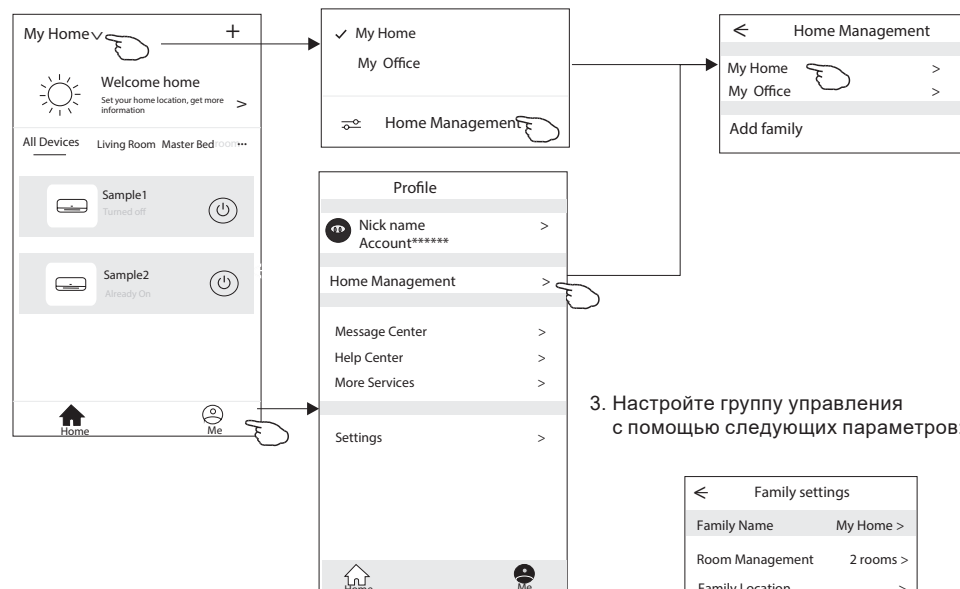 My Home
+
Welcome home
Set your home location, get more
information
>
All Devices
Living Room
Master Bedroom
Sample1
Turned off
Sample2
Already On
Home
Me
✓ My Home
My Office
Home Management
Profile
Nick name >
Account******
Home Management >
Message Center >
Help Center >
More Services >
Settings >
Home
Me
Home Management
My Home >
My Office >
Add family
3. Настройте группу управления
с помощью следующих параметров:
Family settings
Family Name My Home >
Room Management 2 rooms >
Family Location >